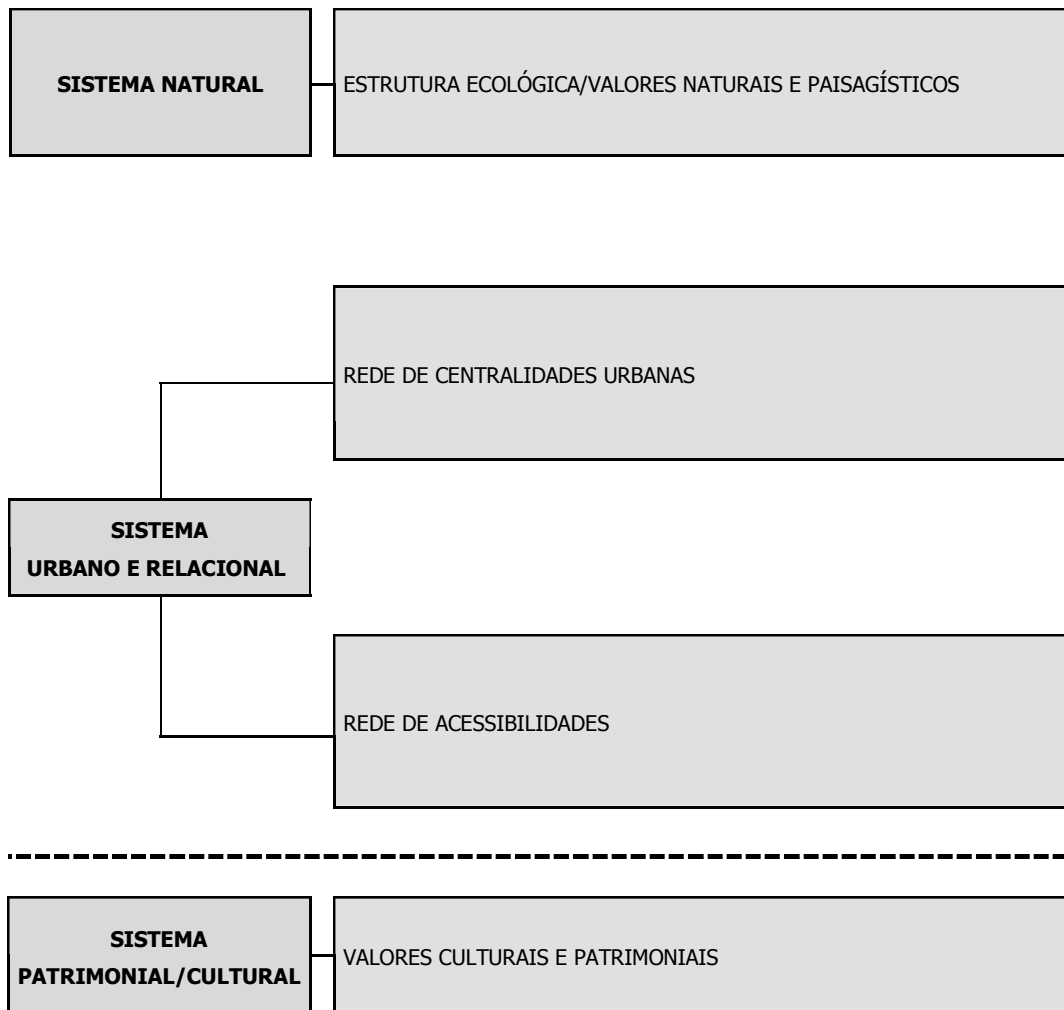 SISTEMA NATURAL
ESTRUTURA ECOLÓGICA/VALORES NATURAIS E PAISAGÍSTICOS
REDE DE CENTRALIDADES URBANAS
SISTEMA
URBANO E RELACIONAL
REDE DE ACESSIBILIDADES
SISTEMA
PATRIMONIAL/CULTURAL
VALORES CULTURAIS E PATRIMONIAIS